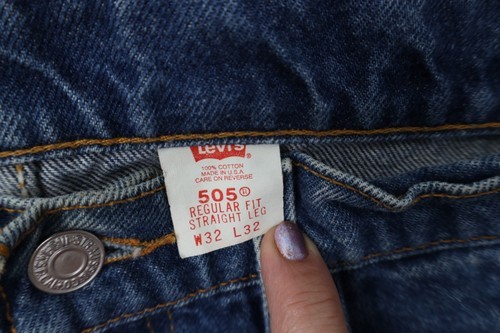 Levi's
100% COTTON
MADE IN U.S.A.
CARE ON REVERSE
505®
REGULAR FIT
STRAIGHT LEG
W32 L32